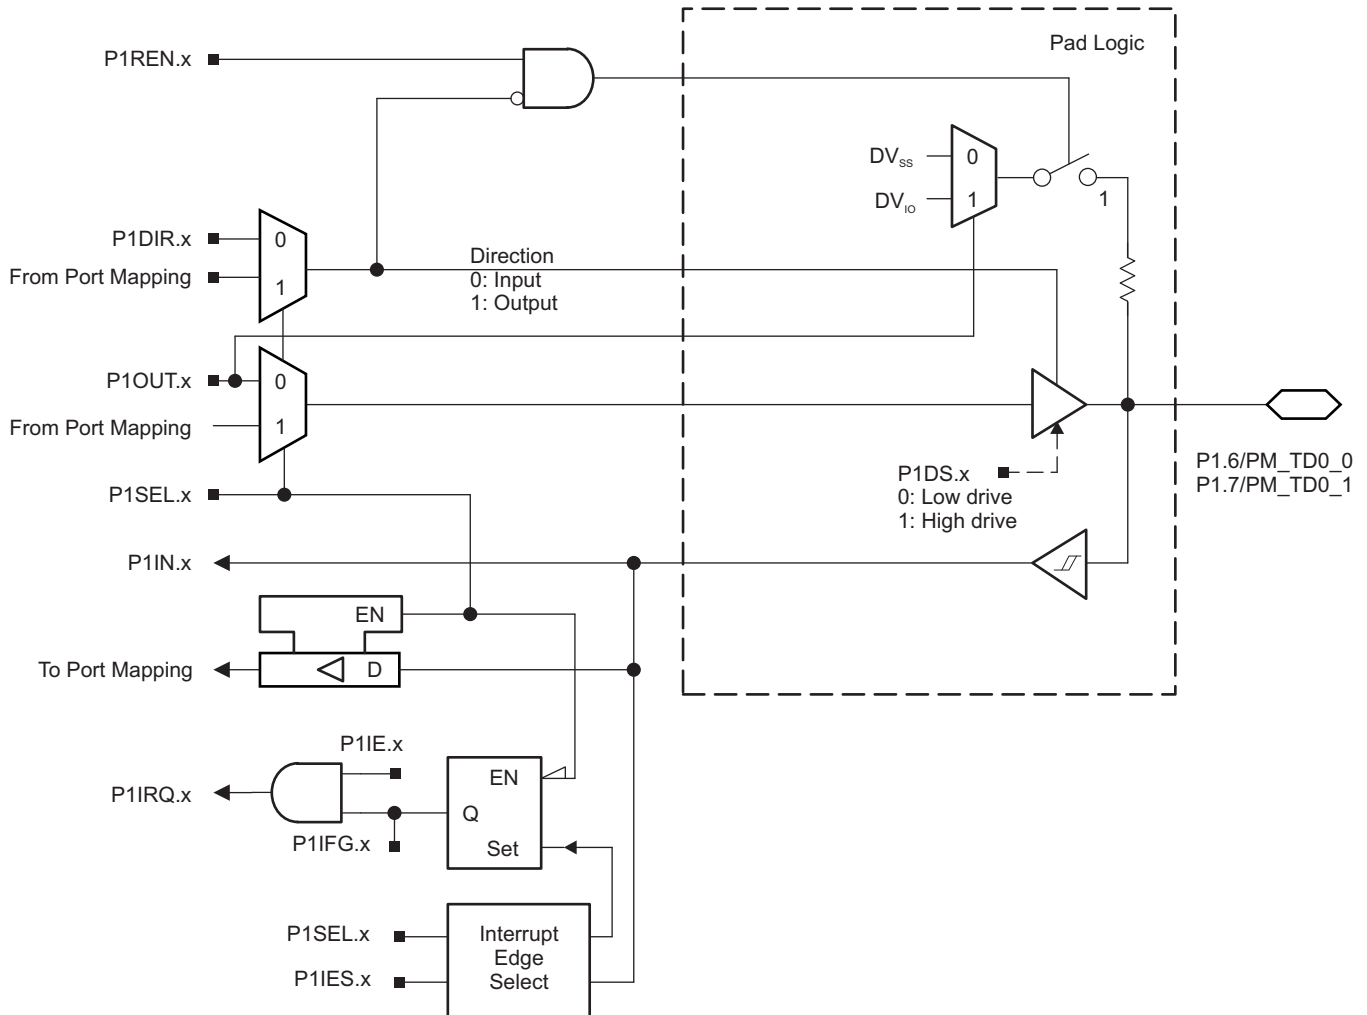 Pad Logic
P1REN.x
DVSS
0
DVIO
1
1
P1DIR.x
0
From Port Mapping
1
Direction
0: Input
1: Output
P1OUT.x
0
From Port Mapping
1
P1SEL.x
P1DS.x
0: Low drive
1: High drive
P1.6/PM_TD0_0
P1.7/PM_TD0_1
P1IN.x
EN
To Port Mapping
D
P1IE.x
P1IRQ.x
P1IFG.x
EN
Q
Set
P1SEL.x
P1IES.x
Interrupt
Edge
Select